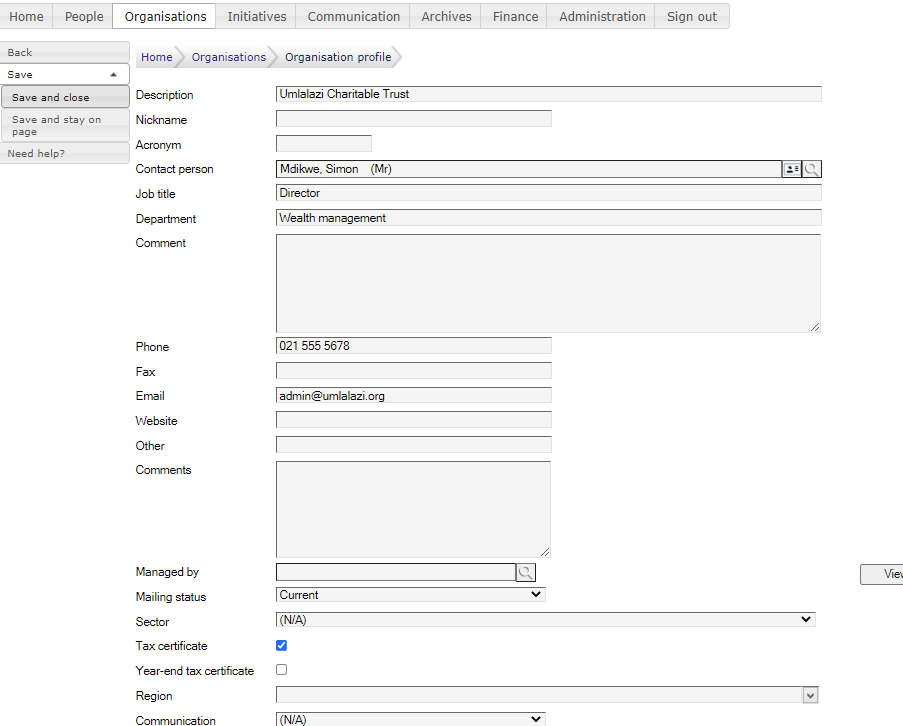 Home People Organisations Initiatives Communication Archives Finance Administration Sign out
Back
Save
Save and close
Save and stay on
page
Need help?
Home Organisations Organisation profile
Description Umlalazi Charitable Trust
Nickname
Acronym
Contact person Mdikwe, Simon (Mr)
Job title Director
Department Wealth management
Comment
Phone 021 555 5678
Fax
Email admin@umlalazi.org
Website
Other
Comments
Managed by
View
Mailing status Current
Sector (N/A)
Tax certificate
Year-end tax certificate
Region
Communication (N/A)